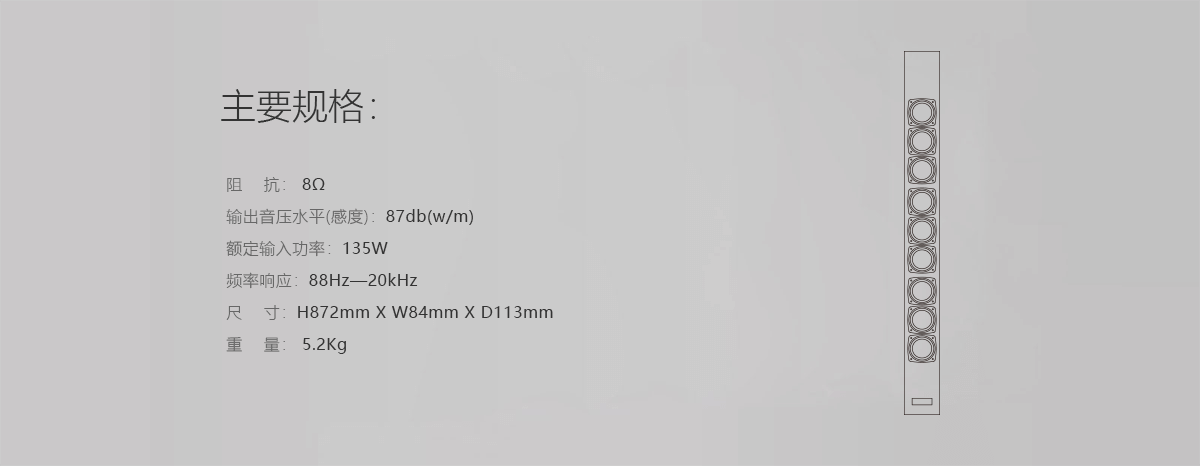 主要规格：
阻 抗： 8Ω
输出音压水平(感度)：87db(w/m)
额定输入功率：135W
频率响应：88Hz—20kHz
尺 寸：H872mm X W84mm X D113mm
重 量： 5.2Kg